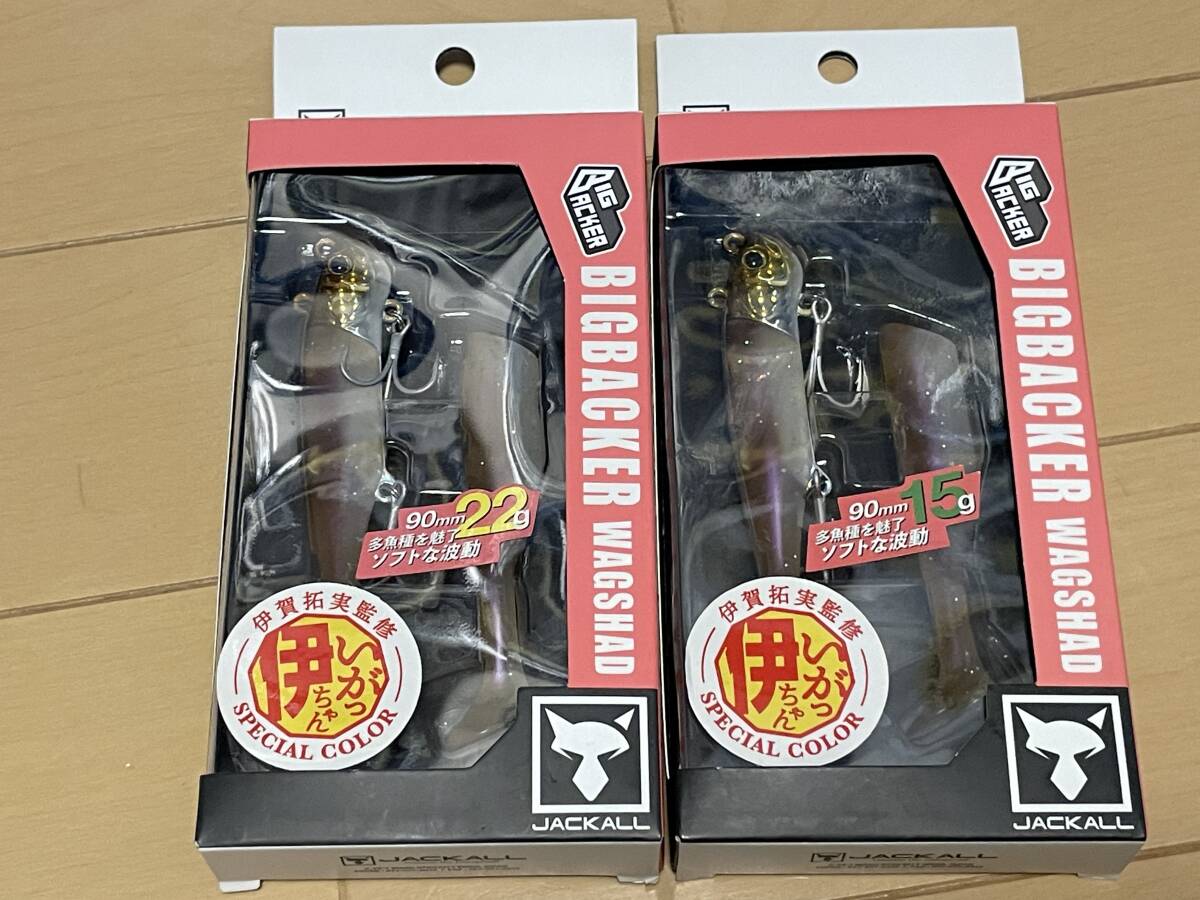 BIG
BACKER
BIGBACKER WAGSHAD
90mm 22g
多魚種を魅了
ソフトな波動
伊賀拓実監修
伊
いがっ
ちゃん
SPECIAL COLOR
JACKALL
JACKALL
BIG
BACKER
BIGBACKER WAGSHAD
90mm 15g
多魚種を魅了
ソフトな波動
伊賀拓実監修
伊
いがっ
ちゃん
SPECIAL COLOR
JACKALL
JACKALL